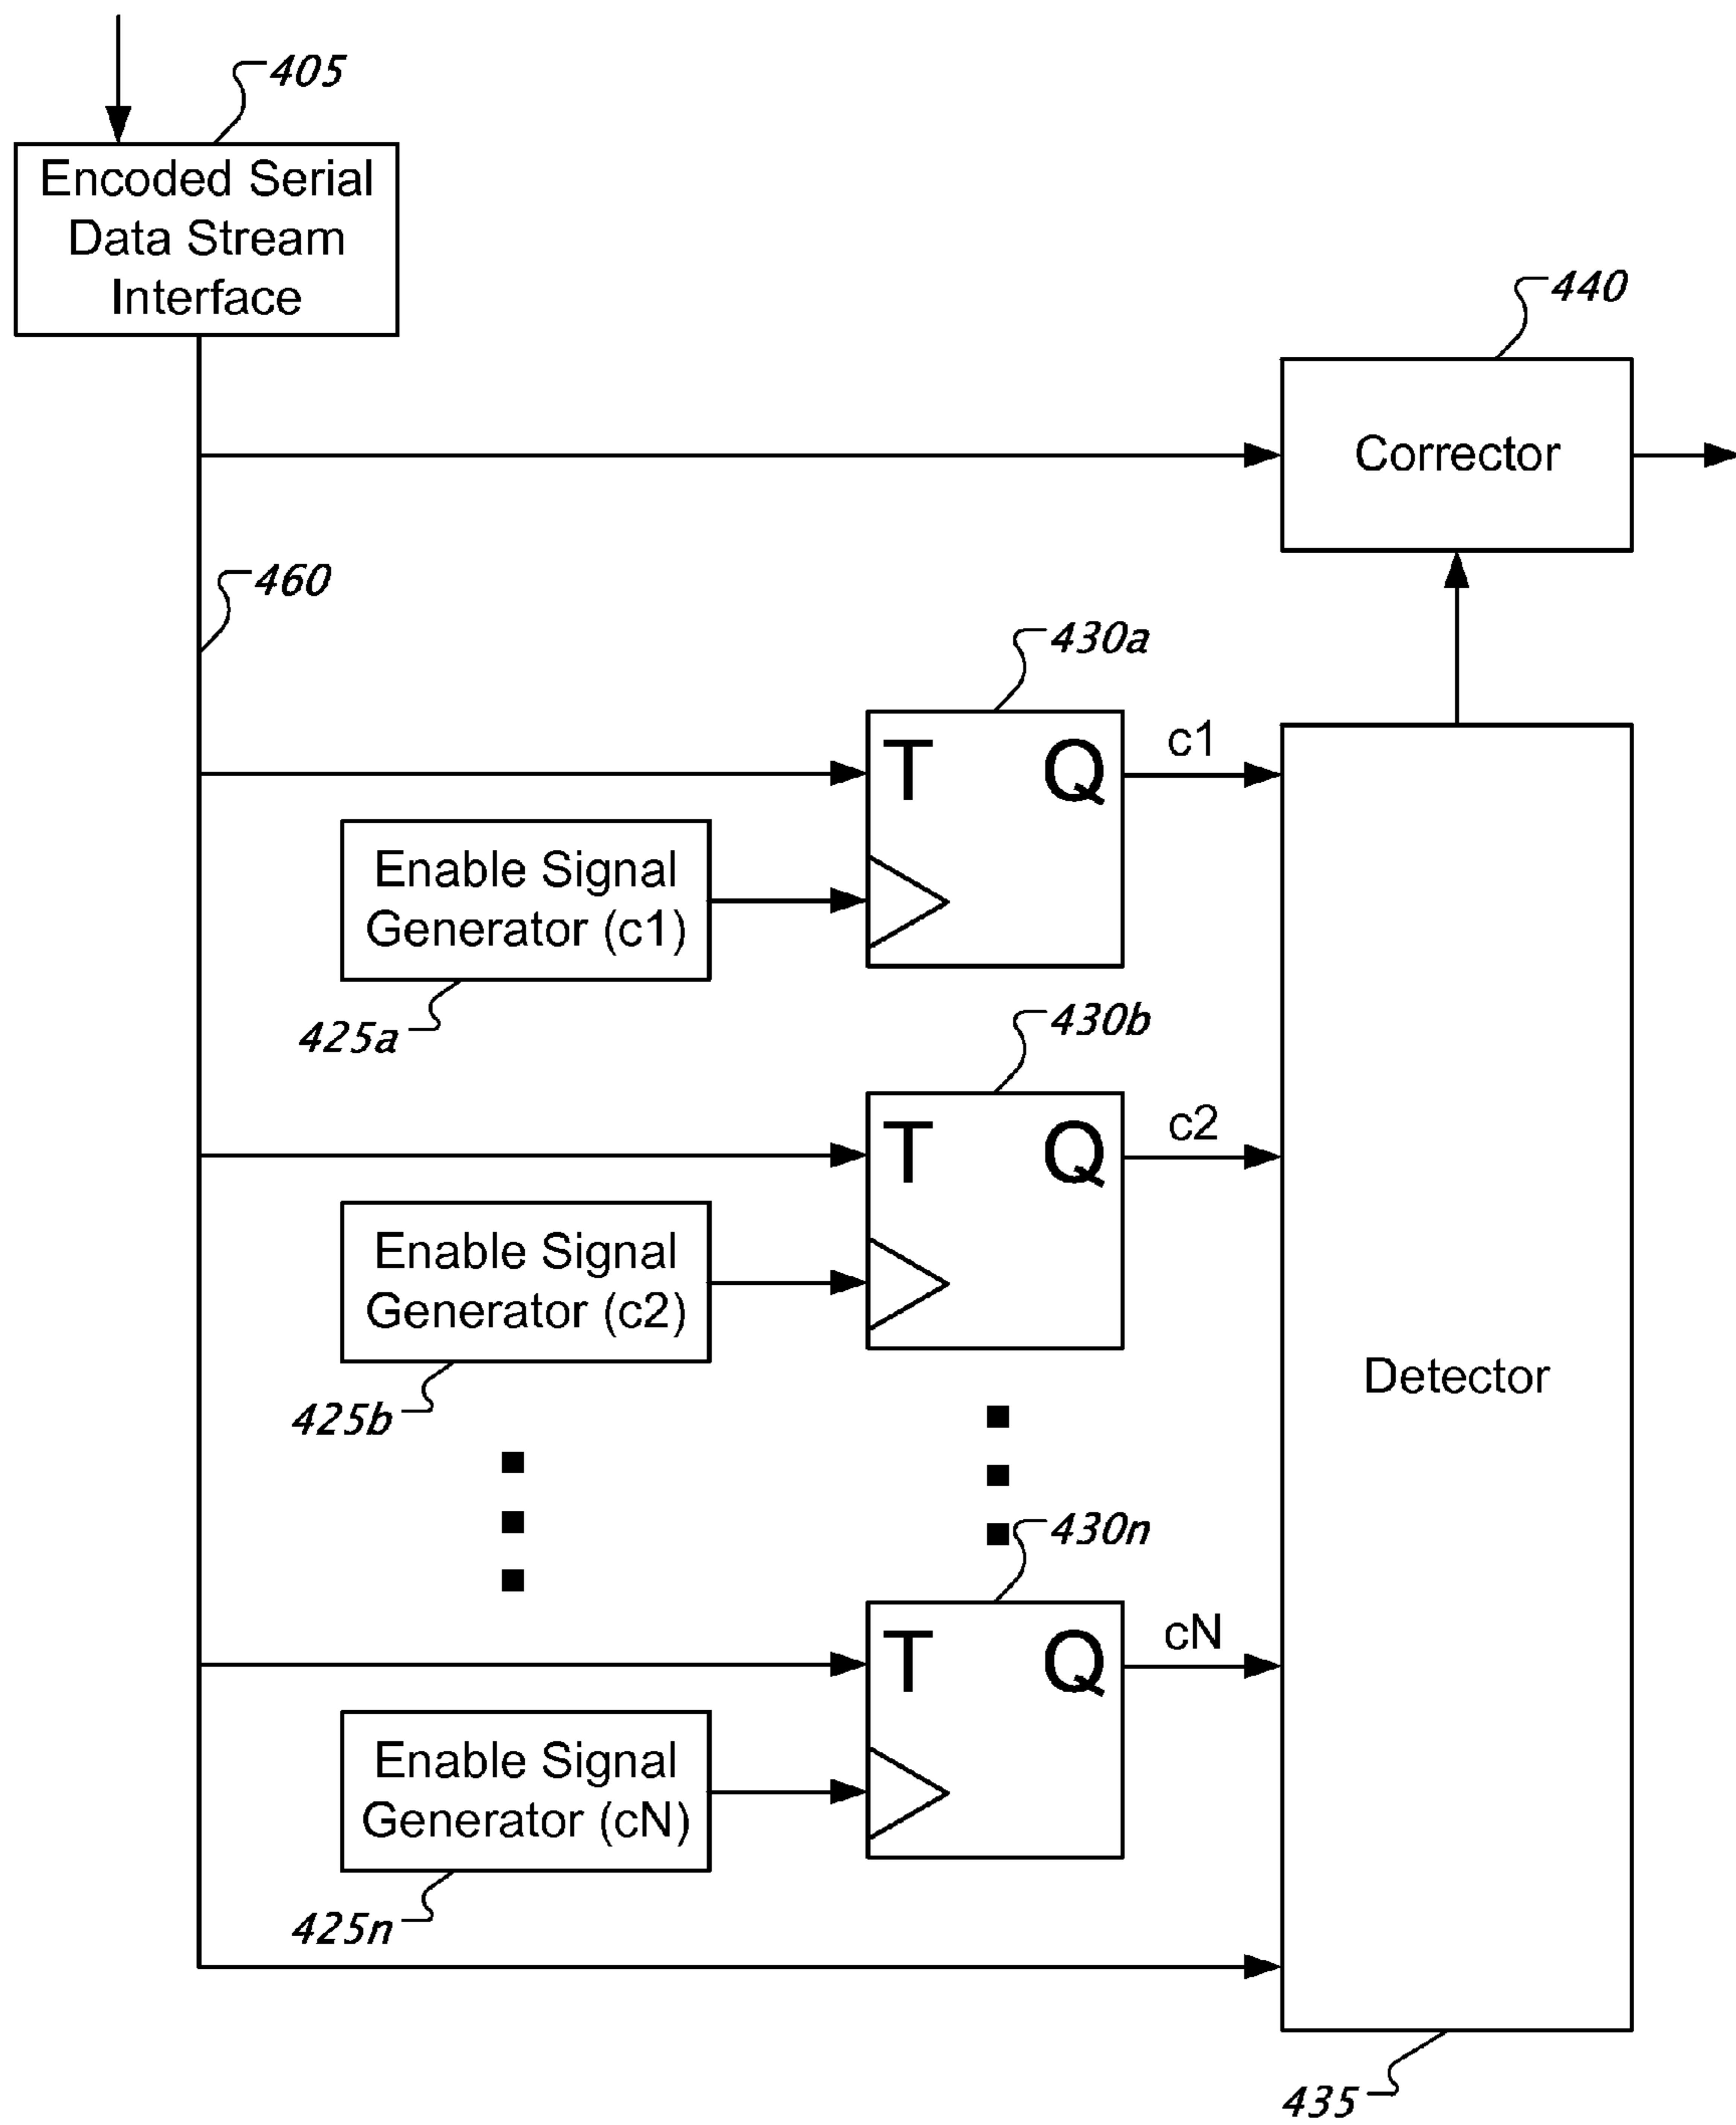 405
Encoded Serial
Data Stream
Interface
440
Corrector
460
430a
T Q
c1
Enable Signal
Generator (c1)
425a
430b
T Q
c2
Enable Signal
Generator (c2)
425b
Detector
430n
T Q
cN
Enable Signal
Generator (cN)
425n
435